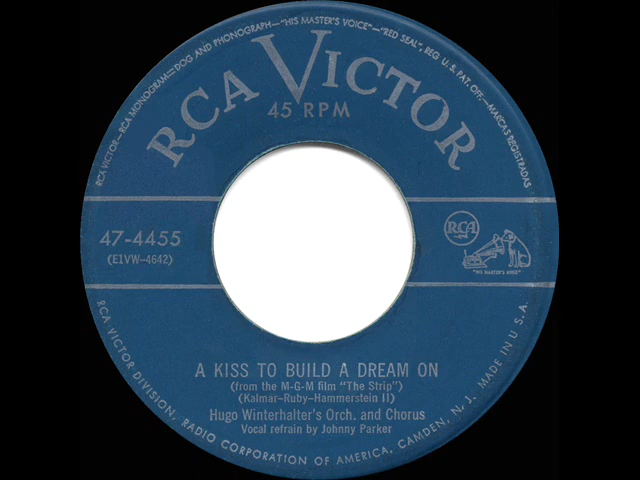 RCA VICTOR—RCA MONOGRAM—DOG AND PHONOGRAPH—"HIS MASTER'S VOICE"—"RED SEAL", REG U.S. PAT. OFF.—MARCAS REGISTRADAS
RCA VICTOR
45 RPM
47-4455
(E1VW-4642)
RCA
"HIS MASTER'S VOICE"
A KISS TO BUILD A DREAM ON
(from the M-G-M film "The Strip")
(Kalmar-Ruby-Hammerstein II)
Hugo Winterhalter's Orch. and Chorus
Vocal refrain by Johnny Parker
RCA VICTOR DIVISION, RADIO CORPORATION OF AMERICA, CAMDEN, N. J. MADE IN U.S.A.